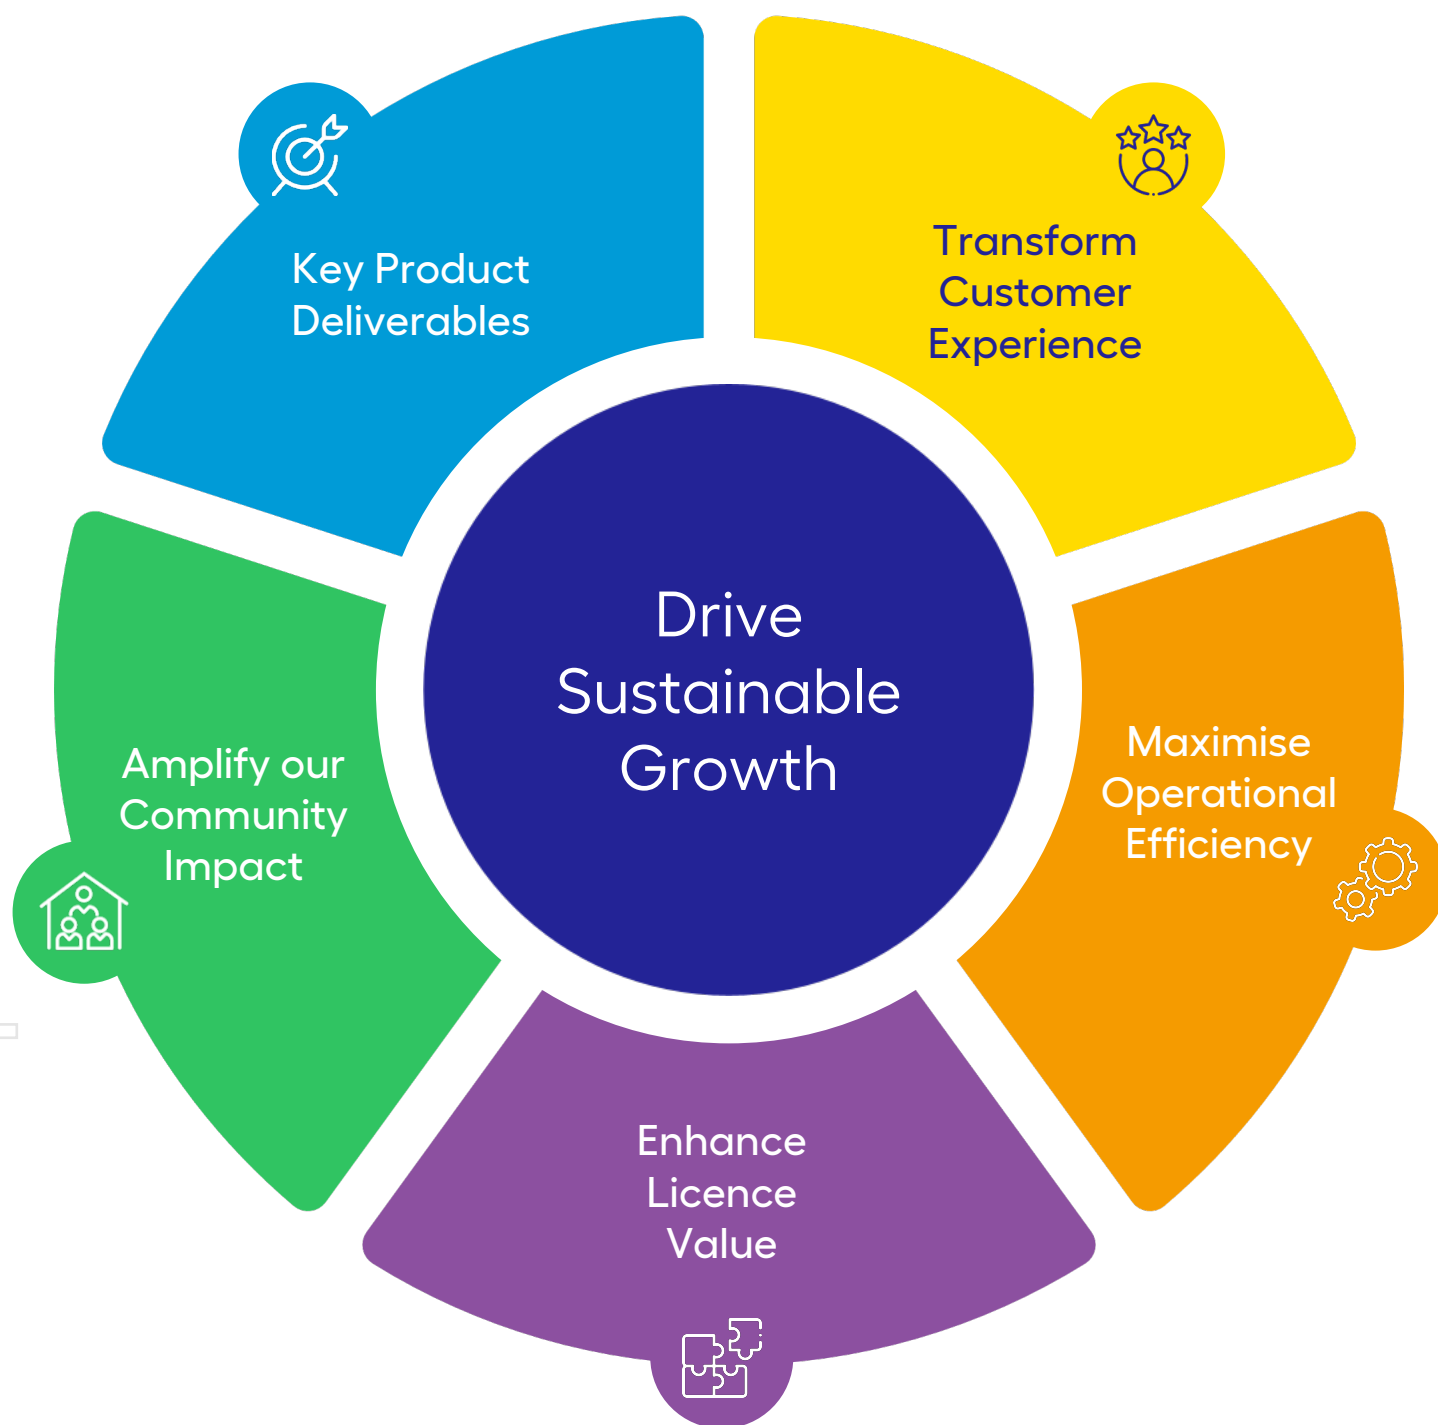 Key Product
Deliverables
Transform
Customer
Experience
Drive
Sustainable
Growth
Amplify our
Community
Impact
Maximise
Operational
Efficiency
Enhance
Licence
Value